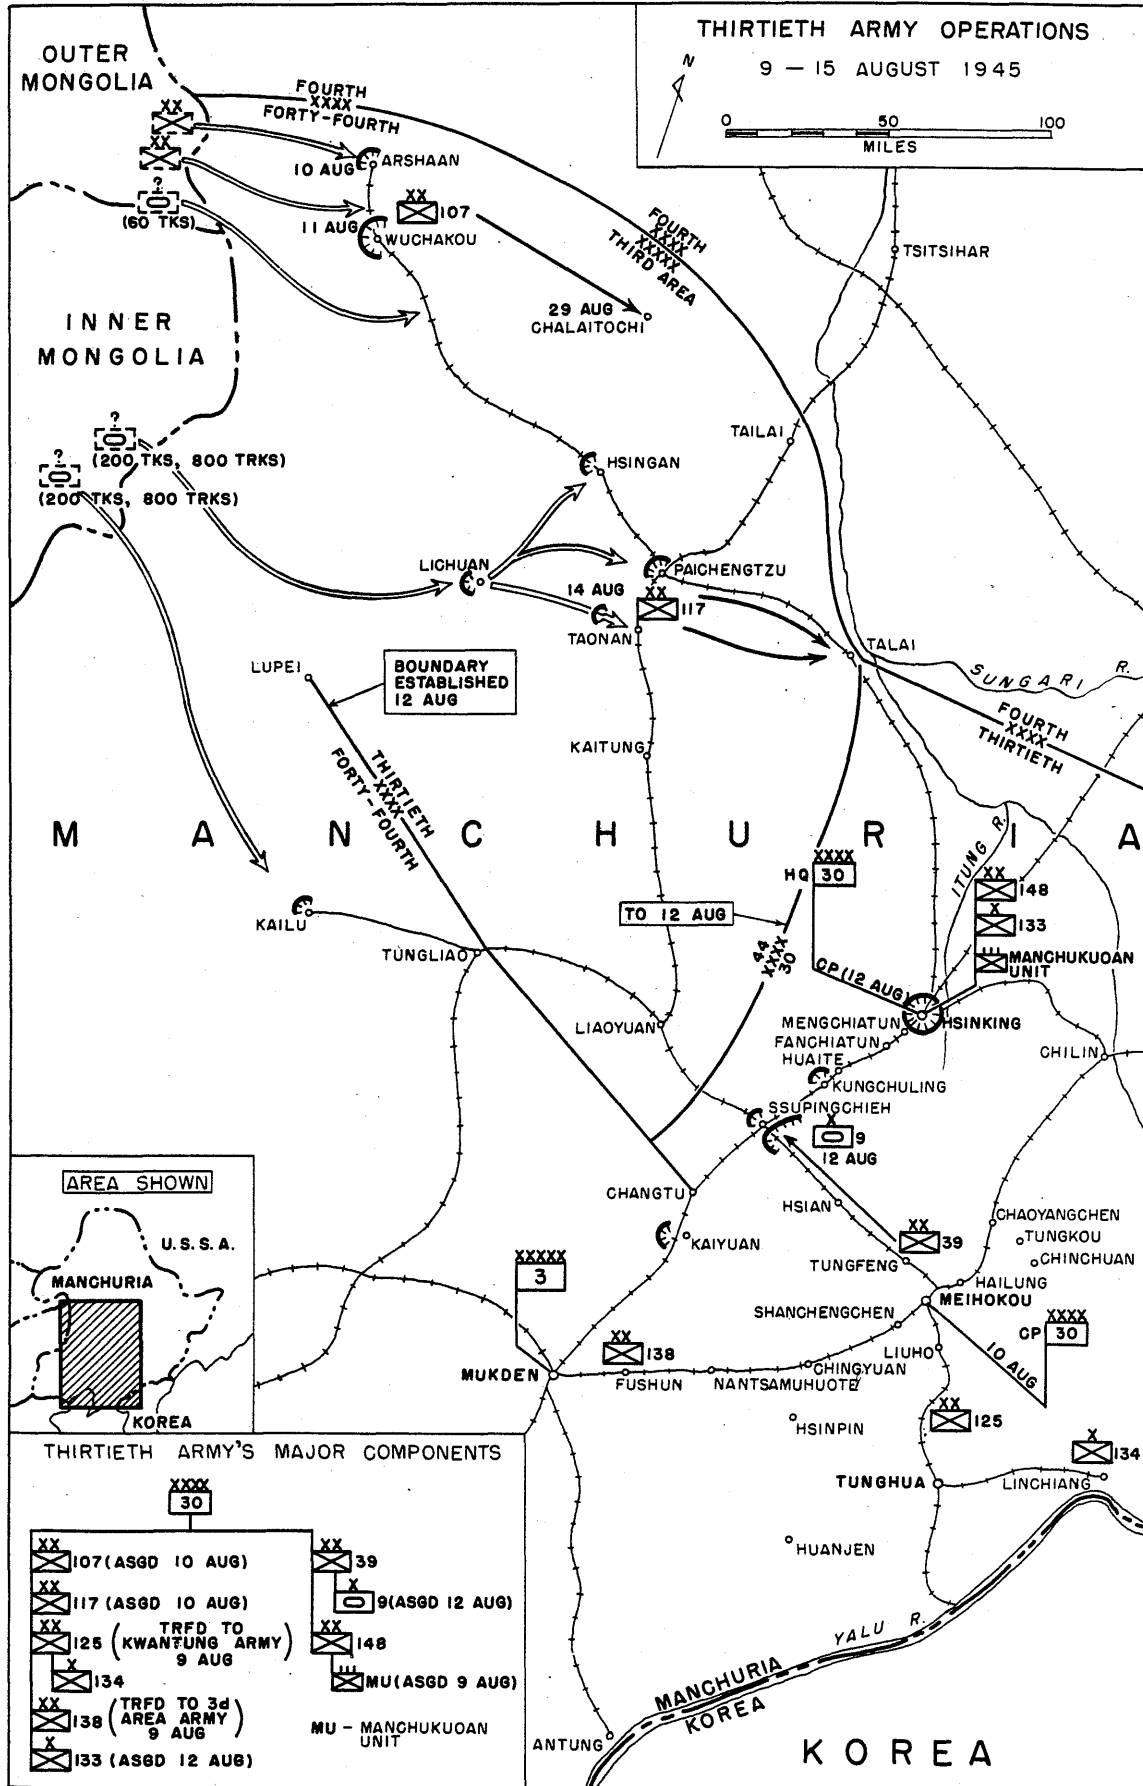 THIRTIETH ARMY OPERATIONS
9 — 15 AUGUST 1945
N
0 50 100
MILES
OUTER
MONGOLIA
XX
XX
?
(60 TKS)
FOURTH
XXXX
FORTY-FOURTH
10 AUG
ARSHAAN
11 AUG
WUCHAKOU
XX
107
29 AUG
CHALAITOCHI
FOURTH
XXXX
XXXXX
THIRD AREA
TSITSIHAR
INNER
MONGOLIA
?
(200 TKS, 800 TRKS)
?
(200 TKS, 800 TRKS)
TAILAI
HSINGAN
LICHUAN
PAICHENGTZU
14 AUG
XX
117
TAONAN
TALAI
SUNGARI R.
LUPEI
BOUNDARY
ESTABLISHED
12 AUG
FOURTH
XXXX
THIRTIETH
KAITUNG
THIRTIETH
XXXX
FORTY-FOURTH
MANCHURIA
ITUNG R.
XXXX
HQ 30
XX
148
X
133
III
MANCHUKUOAN
UNIT
TO 12 AUG
KAILU
TUNGLIAO
44
XXXX
30
CP (12 AUG)
LIAOYUAN
MENGCHIATUN
HSINKING
FANCHIATUN
HUAITE
CHILIN
KUNGCHULING
SSUPINGCHIEH
X
9
12 AUG
CHANGTU
HSIAN
CHAOYANGCHEN
TUNGKOU
CHINCHUAN
KAIYUAN
XX
39
TUNGFENG
HAILUNG
MEIHOKOU
XXXXX
3
SHANCHENGCHEN
XXXX
CP 30
10 AUG
LIUHO
XX
138
MUKDEN
FUSHUN
NANTSAMUHUOTE
CHINGYUAN
HSINPIN
XX
125
X
134
TUNGHUA
LINCHIANG
HUANJEN
YALU R.
MANCHURIA
KOREA
ANTUNG
KOREA
AREA SHOWN
U.S.S.A.
MANCHURIA
KOREA
THIRTIETH ARMY'S MAJOR COMPONENTS
XXXX
30
XX
107 (ASGD 10 AUG)
XX
117 (ASGD 10 AUG)
XX
125 (TRFD TO
KWANTUNG ARMY)
9 AUG
X
134
XX
138 (TRFD TO 3d
AREA ARMY)
9 AUG
X
133 (ASGD 12 AUG)
XX
39
X
9 (ASGD 12 AUG)
XX
148
III
MU (ASGD 9 AUG)
MU – MANCHUKUOAN
UNIT